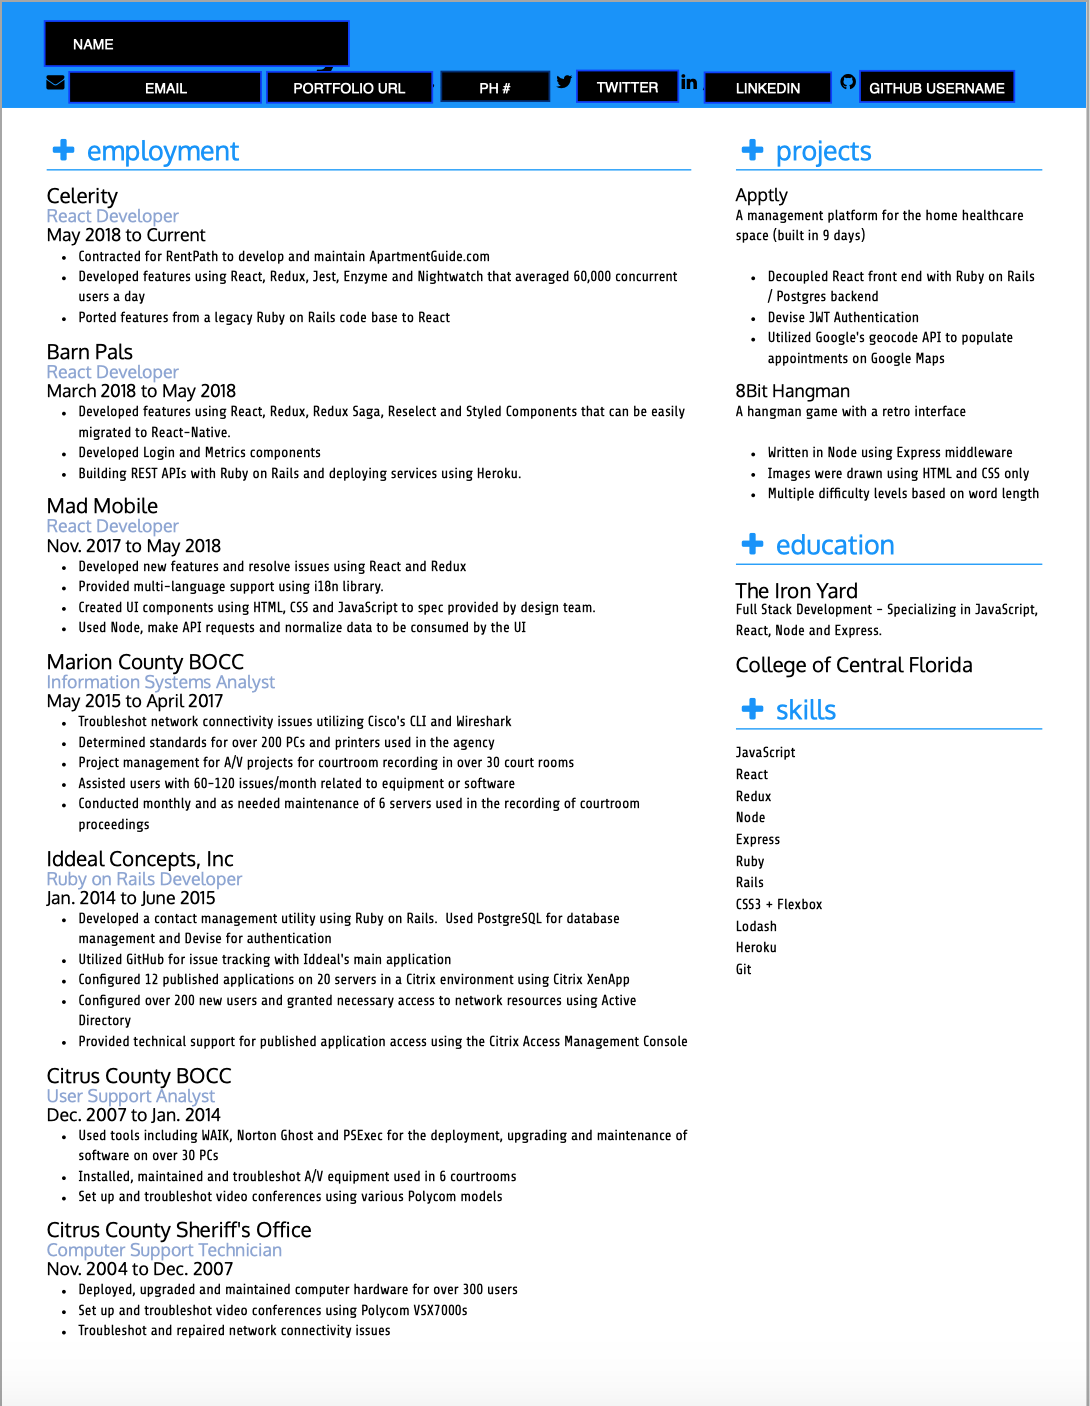 NAME
EMAIL
PORTFOLIO URL
PH #
TWITTER
LINKEDIN
GITHUB USERNAME
employment
Celerity
React Developer
May 2018 to Current
• Contracted for RentPath to develop and maintain ApartmentGuide.com
• Developed features using React, Redux, Jest, Enzyme and Nightwatch that averaged 60,000 concurrent
users a day
• Ported features from a legacy Ruby on Rails code base to React
Barn Pals
React Developer
March 2018 to May 2018
• Developed features using React, Redux, Redux Saga, Reselect and Styled Components that can be easily
migrated to React-Native.
• Developed Login and Metrics components
• Building REST APIs with Ruby on Rails and deploying services using Heroku.
Mad Mobile
React Developer
Nov. 2017 to May 2018
• Developed new features and resolve issues using React and Redux
• Provided multi-language support using i18n library.
• Created UI components using HTML, CSS and JavaScript to spec provided by design team.
• Used Node, make API requests and normalize data to be consumed by the UI
Marion County BOCC
Information Systems Analyst
May 2015 to April 2017
• Troubleshot network connectivity issues utilizing Cisco's CLI and Wireshark
• Determined standards for over 200 PCs and printers used in the agency
• Project management for A/V projects for courtroom recording in over 30 court rooms
• Assisted users with 60-120 issues/month related to equipment or software
• Conducted monthly and as needed maintenance of 6 servers used in the recording of courtroom
proceedings
Iddeal Concepts, Inc
Ruby on Rails Developer
Jan. 2014 to June 2015
• Developed a contact management utility using Ruby on Rails.  Used PostgreSQL for database
management and Devise for authentication
• Utilized GitHub for issue tracking with Iddeal's main application
• Configured 12 published applications on 20 servers in a Citrix environment using Citrix XenApp
• Configured over 200 new users and granted necessary access to network resources using Active
Directory
• Provided technical support for published application access using the Citrix Access Management Console
Citrus County BOCC
User Support Analyst
Dec. 2007 to Jan. 2014
• Used tools including WAIK, Norton Ghost and PSExec for the deployment, upgrading and maintenance of
software on over 30 PCs
• Installed, maintained and troubleshot A/V equipment used in 6 courtrooms
• Set up and troubleshot video conferences using various Polycom models
Citrus County Sheriff's Office
Computer Support Technician
Nov. 2004 to Dec. 2007
• Deployed, upgraded and maintained computer hardware for over 300 users
• Set up and troubleshot video conferences using Polycom VSX7000s
• Troubleshot and repaired network connectivity issues
projects
Apptly
A management platform for the home healthcare
space (built in 9 days)
• Decoupled React front end with Ruby on Rails
/ Postgres backend
• Devise JWT Authentication
• Utilized Google's geocode API to populate
appointments on Google Maps
8Bit Hangman
A hangman game with a retro interface
• Written in Node using Express middleware
• Images were drawn using HTML and CSS only
• Multiple difficulty levels based on word length
education
The Iron Yard
Full Stack Development - Specializing in JavaScript,
React, Node and Express.
College of Central Florida
skills
JavaScript
React
Redux
Node
Express
Ruby
Rails
CSS3 + Flexbox
Lodash
Heroku
Git